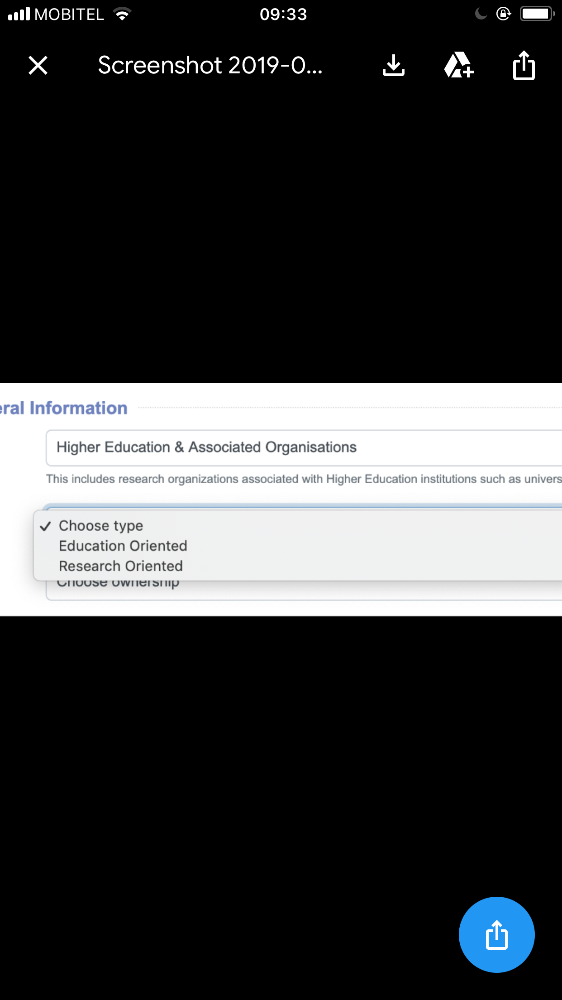 MOBITEL 09:33
Screenshot 2019-0...
eral Information
Higher Education & Associated Organisations
This includes research organizations associated with Higher Education institutions such as univers
✓ Choose type
Education Oriented
Research Oriented
Choose ownership